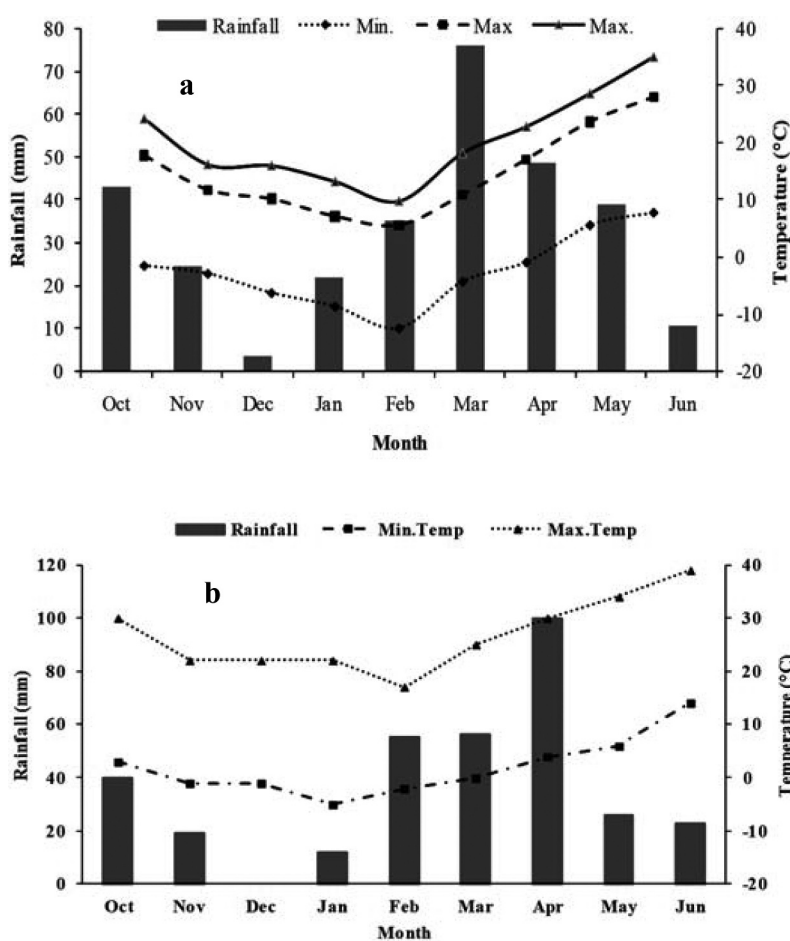 Rainfall Min. Max Max.
a
80
70
60
50
40
30
20
10
0
Rainfall (mm)
40
30
20
10
0
-10
-20
Temperature (°C)
Oct Nov Dec Jan Feb Mar Apr May Jun
Month
Rainfall Min.Temp Max.Temp
b
120
100
80
60
40
20
0
Rainfall (mm)
40
30
20
10
0
-10
-20
Temperature (°C)
Oct Nov Dec Jan Feb Mar Apr May Jun
Month